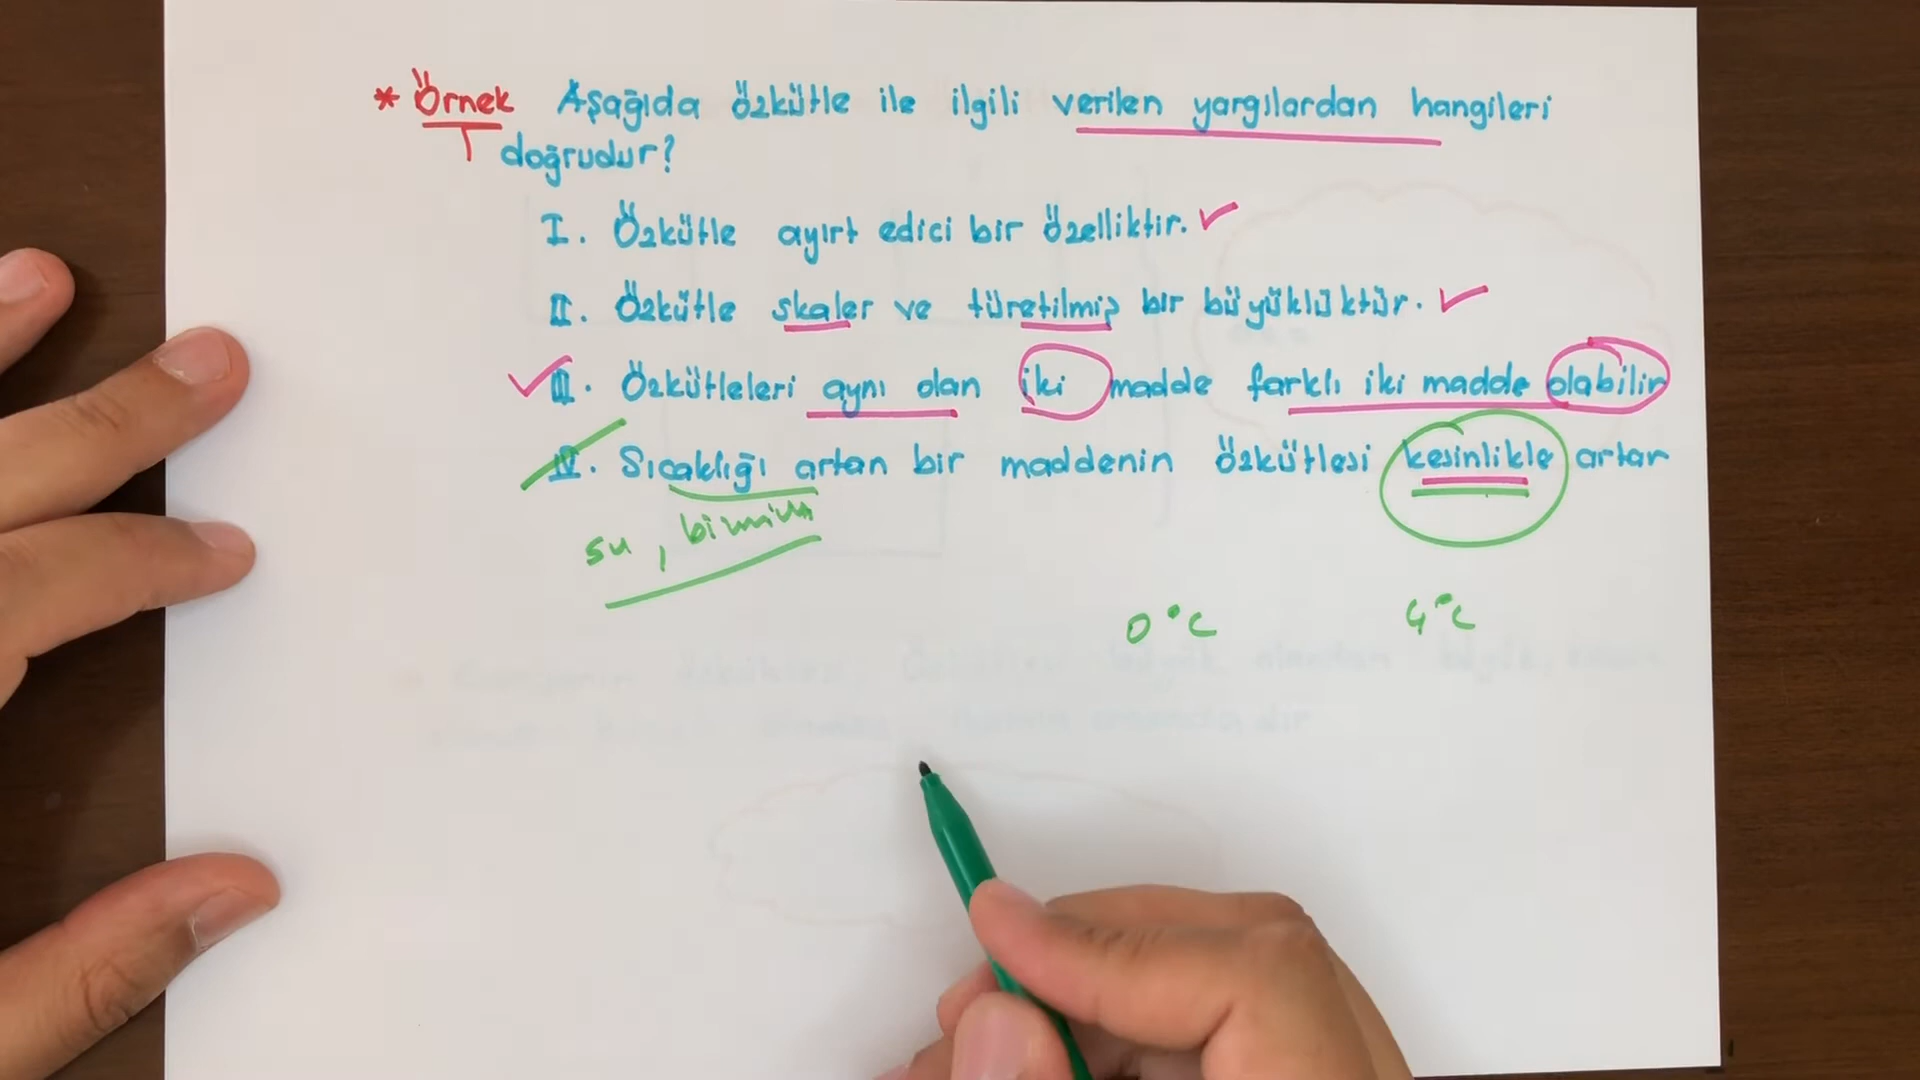 * Örnek Aşağıda özkütle ile ilgili verilen yargılardan hangileri
doğrudur?
I. Özkütle ayırt edici bir özelliktir. ✓
II. Özkütle skaler ve türetilmiş bir büyüklüktür. ✓
✓ III. Özkütleleri aynı olan iki madde farklı iki madde olabilir
IV. Sıcaklığı artan bir maddenin özkütlesi kesinlikle artar
su,
0°C 4°C